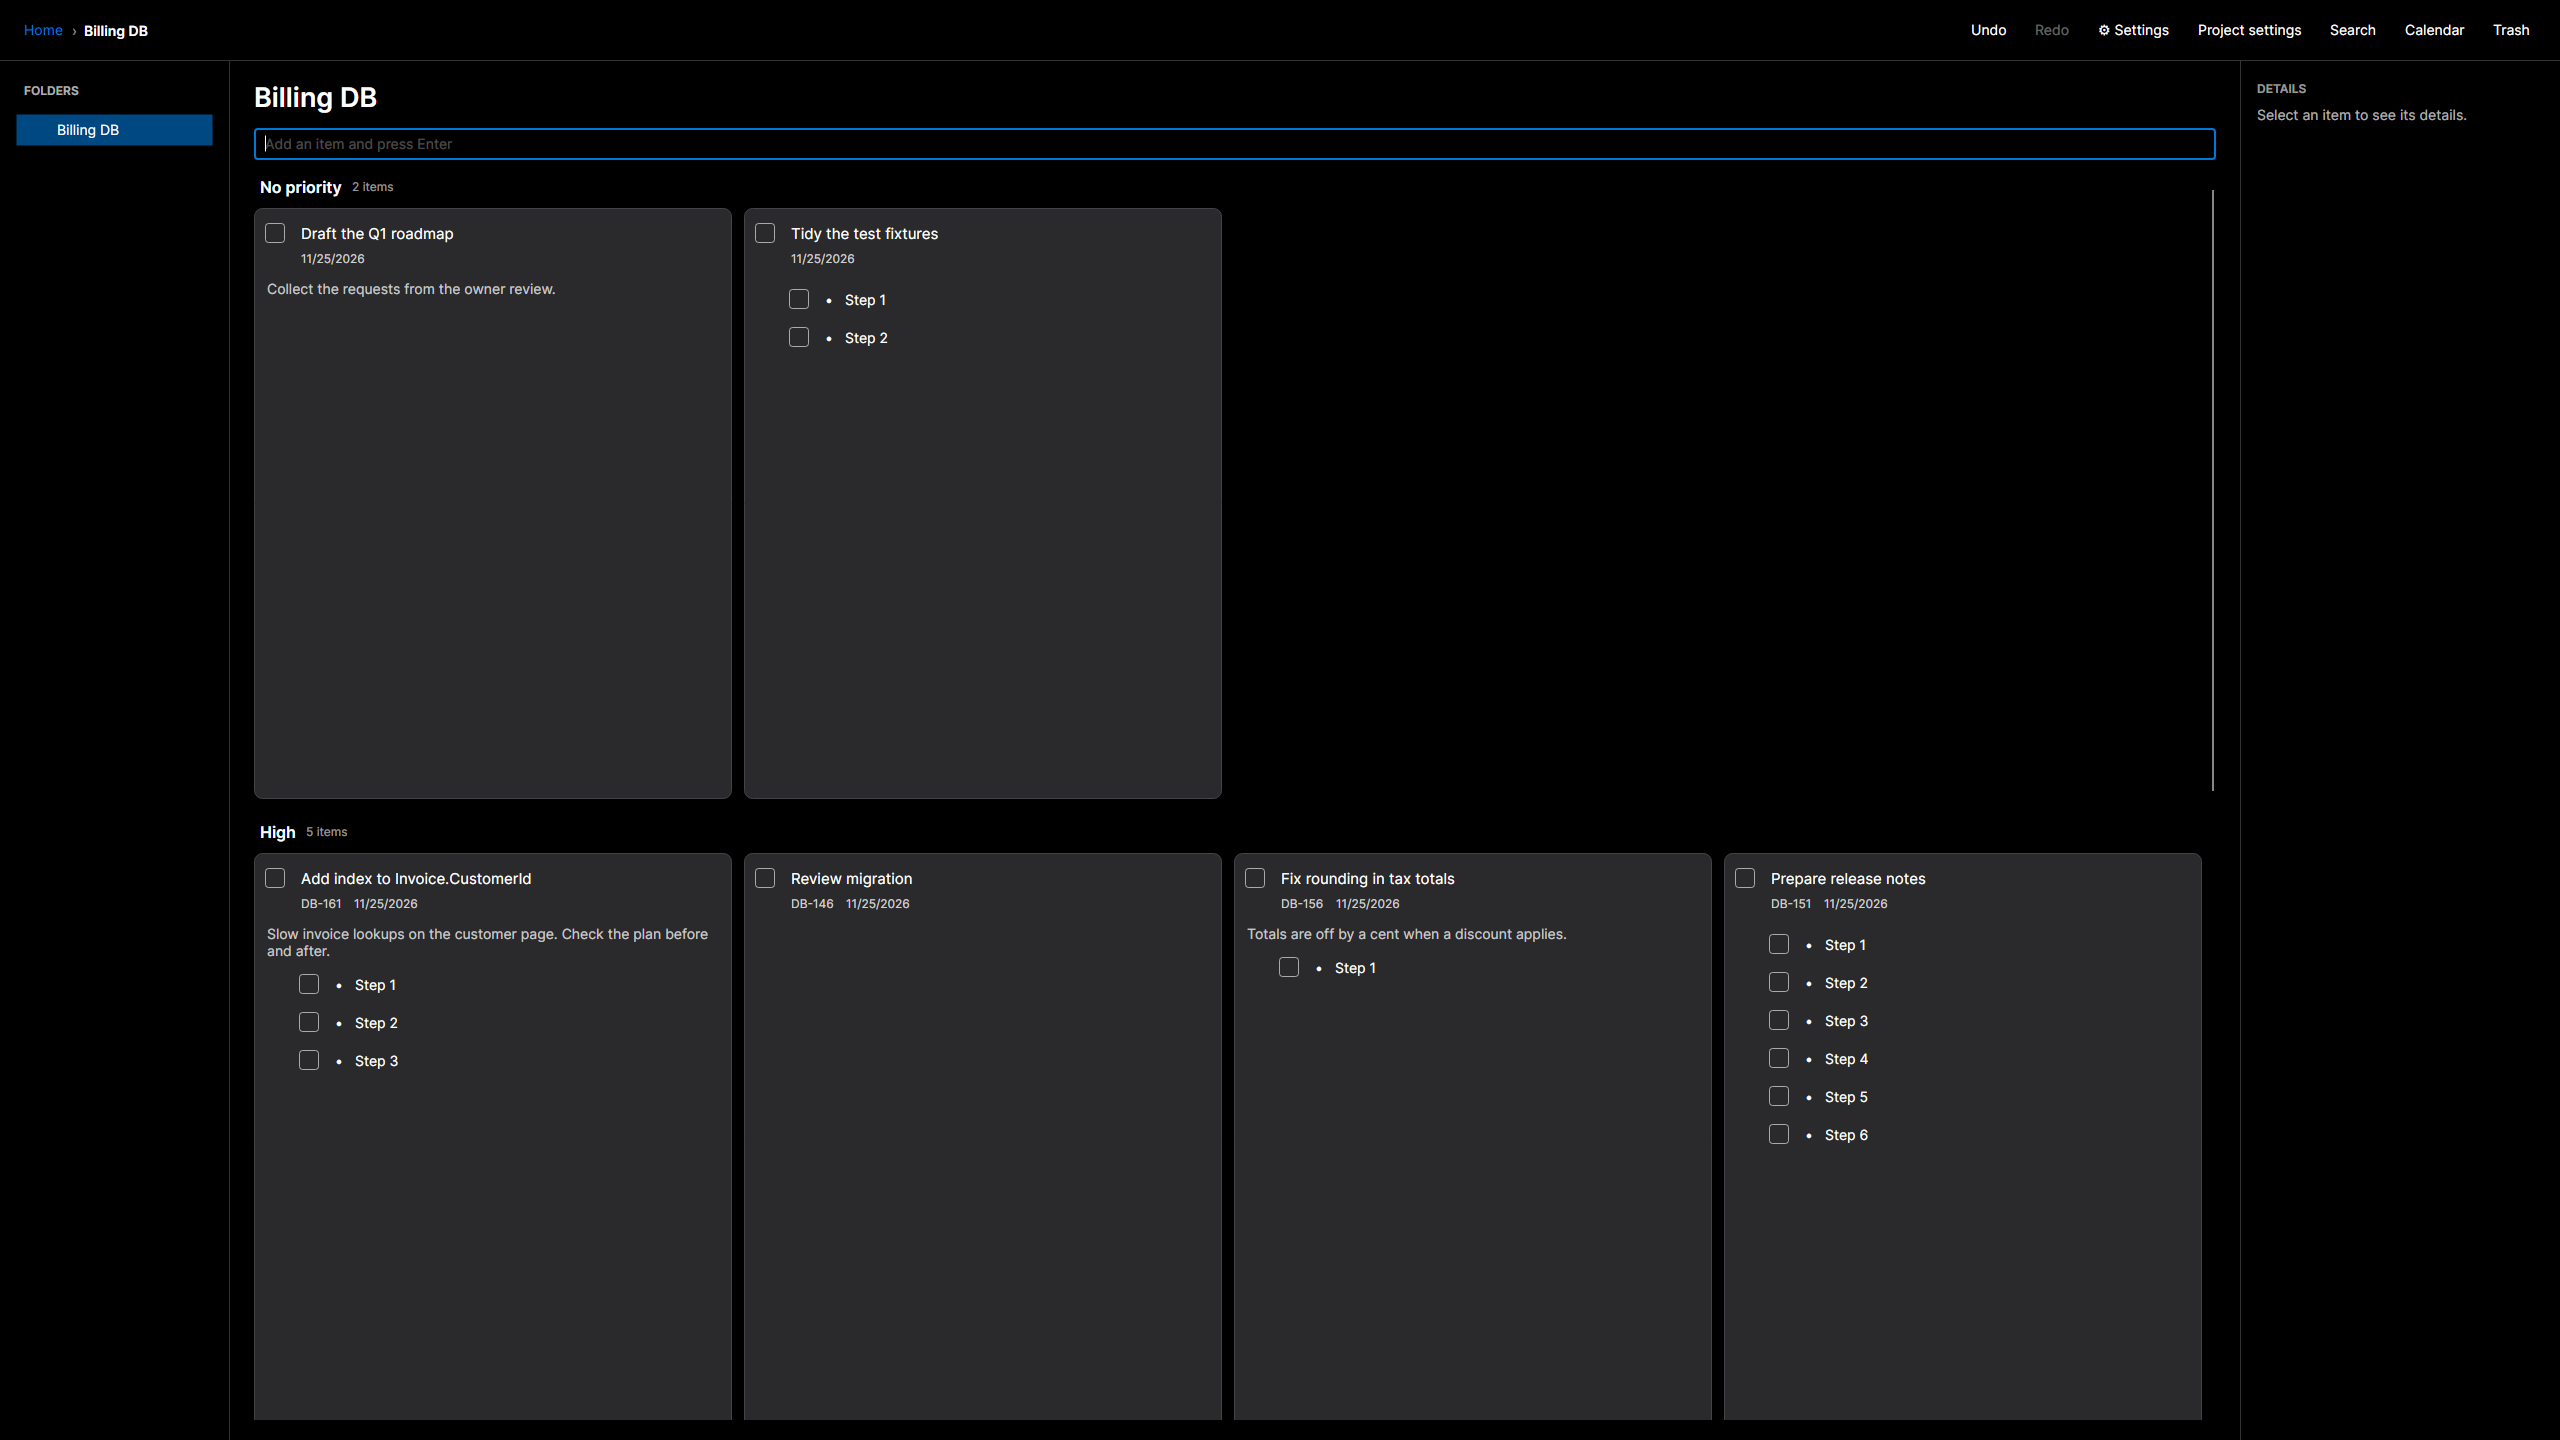 Home › Billing DB
Undo Redo ⚙ Settings Project settings Search Calendar Trash
FOLDERS
Billing DB
Billing DB
Add an item and press Enter
No priority 2 items
Draft the Q1 roadmap
11/25/2026
Collect the requests from the owner review.
Tidy the test fixtures
11/25/2026
• Step 1
• Step 2
High 5 items
Add index to Invoice.CustomerId
DB-161 11/25/2026
Slow invoice lookups on the customer page. Check the plan before
and after.
• Step 1
• Step 2
• Step 3
Review migration
DB-146 11/25/2026
Fix rounding in tax totals
DB-156 11/25/2026
Totals are off by a cent when a discount applies.
• Step 1
Prepare release notes
DB-151 11/25/2026
• Step 1
• Step 2
• Step 3
• Step 4
• Step 5
• Step 6
DETAILS
Select an item to see its details.